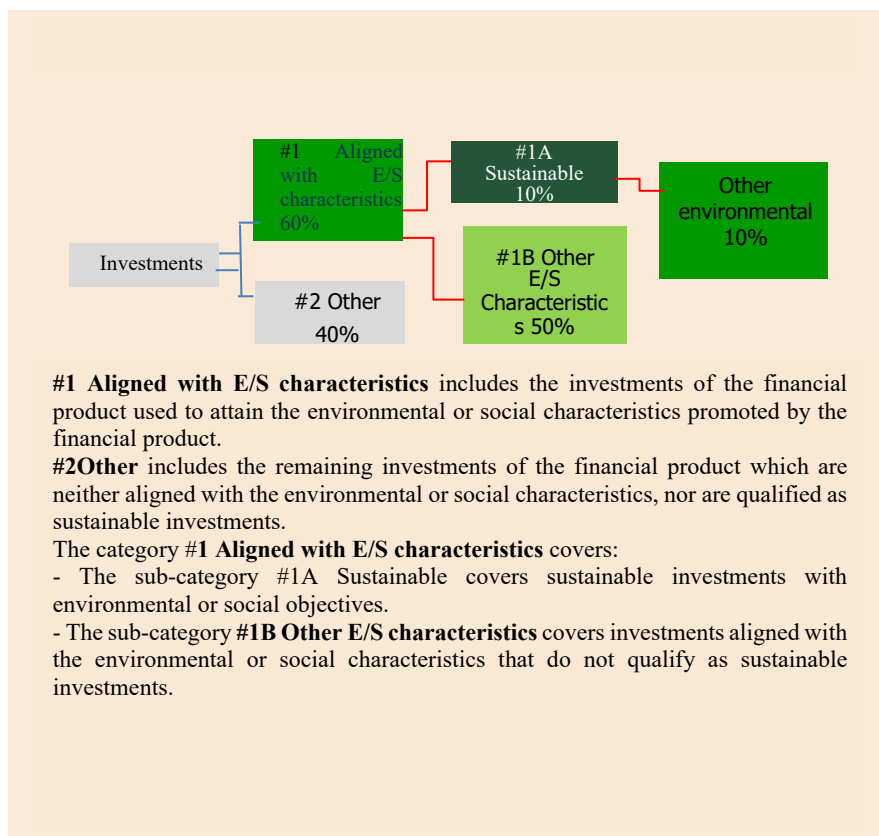 #1 Aligned
with E/S
characteristics
60%
#1A
Sustainable
10%
Other
environmental
10%
Investments
#1B Other
E/S
Characteristic
s 50%
#2 Other
40%
#1 Aligned with E/S characteristics includes the investments of the financial
product used to attain the environmental or social characteristics promoted by the
financial product.
#2Other includes the remaining investments of the financial product which are
neither aligned with the environmental or social characteristics, nor are qualified as
sustainable investments.
The category #1 Aligned with E/S characteristics covers:
- The sub-category #1A Sustainable covers sustainable investments with
environmental or social objectives.
- The sub-category #1B Other E/S characteristics covers investments aligned with
the environmental or social characteristics that do not qualify as sustainable
investments.